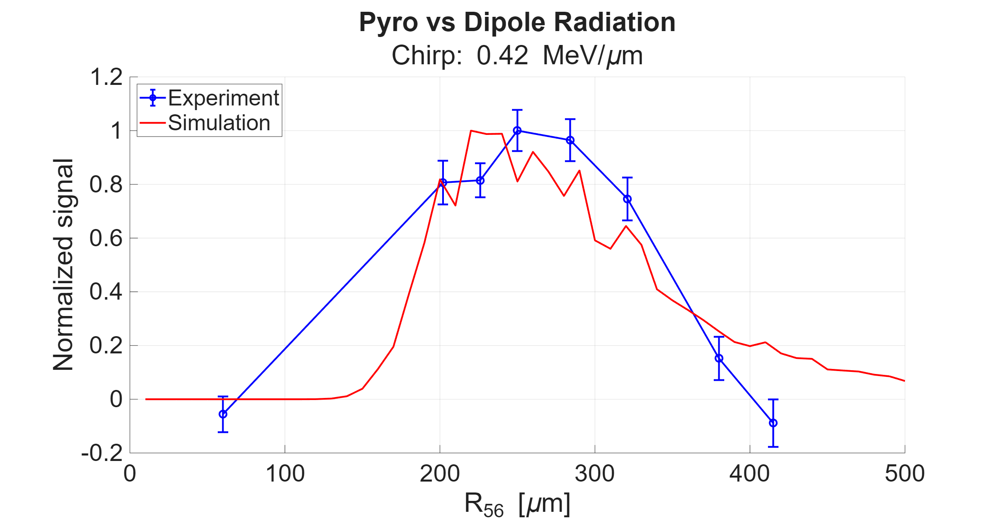 Pyro vs Dipole Radiation
Chirp: 0.42 MeV/μm
Experiment
Simulation
Normalized signal
1.2
1
0.8
0.6
0.4
0.2
0
-0.2
0 100 200 300 400 500
R₅₆ [μm]